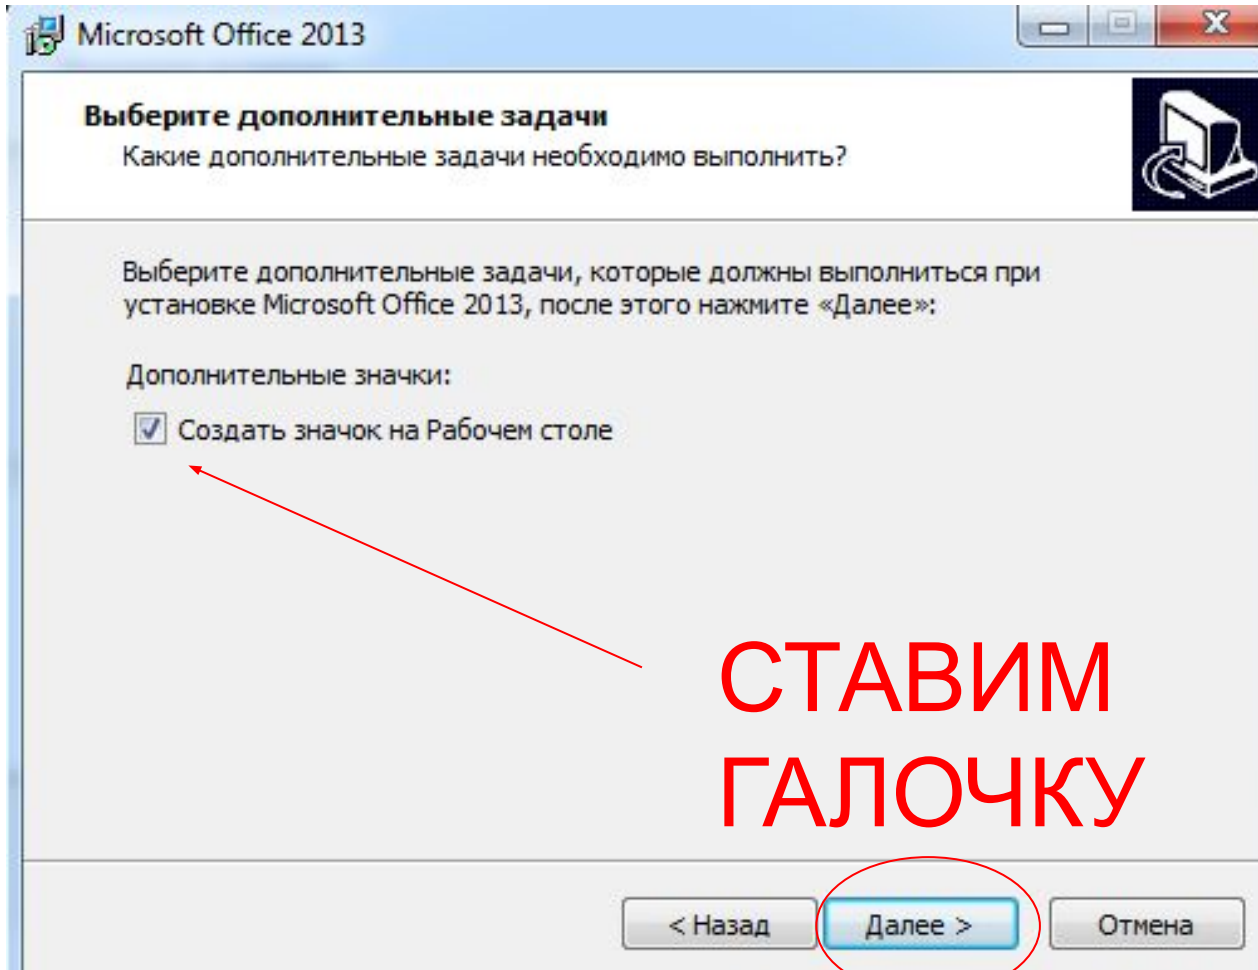 Microsoft Office 2013
Выберите дополнительные задачи
Какие дополнительные задачи необходимо выполнить?
Выберите дополнительные задачи, которые должны выполниться при
установке Microsoft Office 2013, после этого нажмите «Далее»:
Дополнительные значки:
Создать значок на Рабочем столе
СТАВИМ
ГАЛОЧКУ
< Назад
Далее >
Отмена